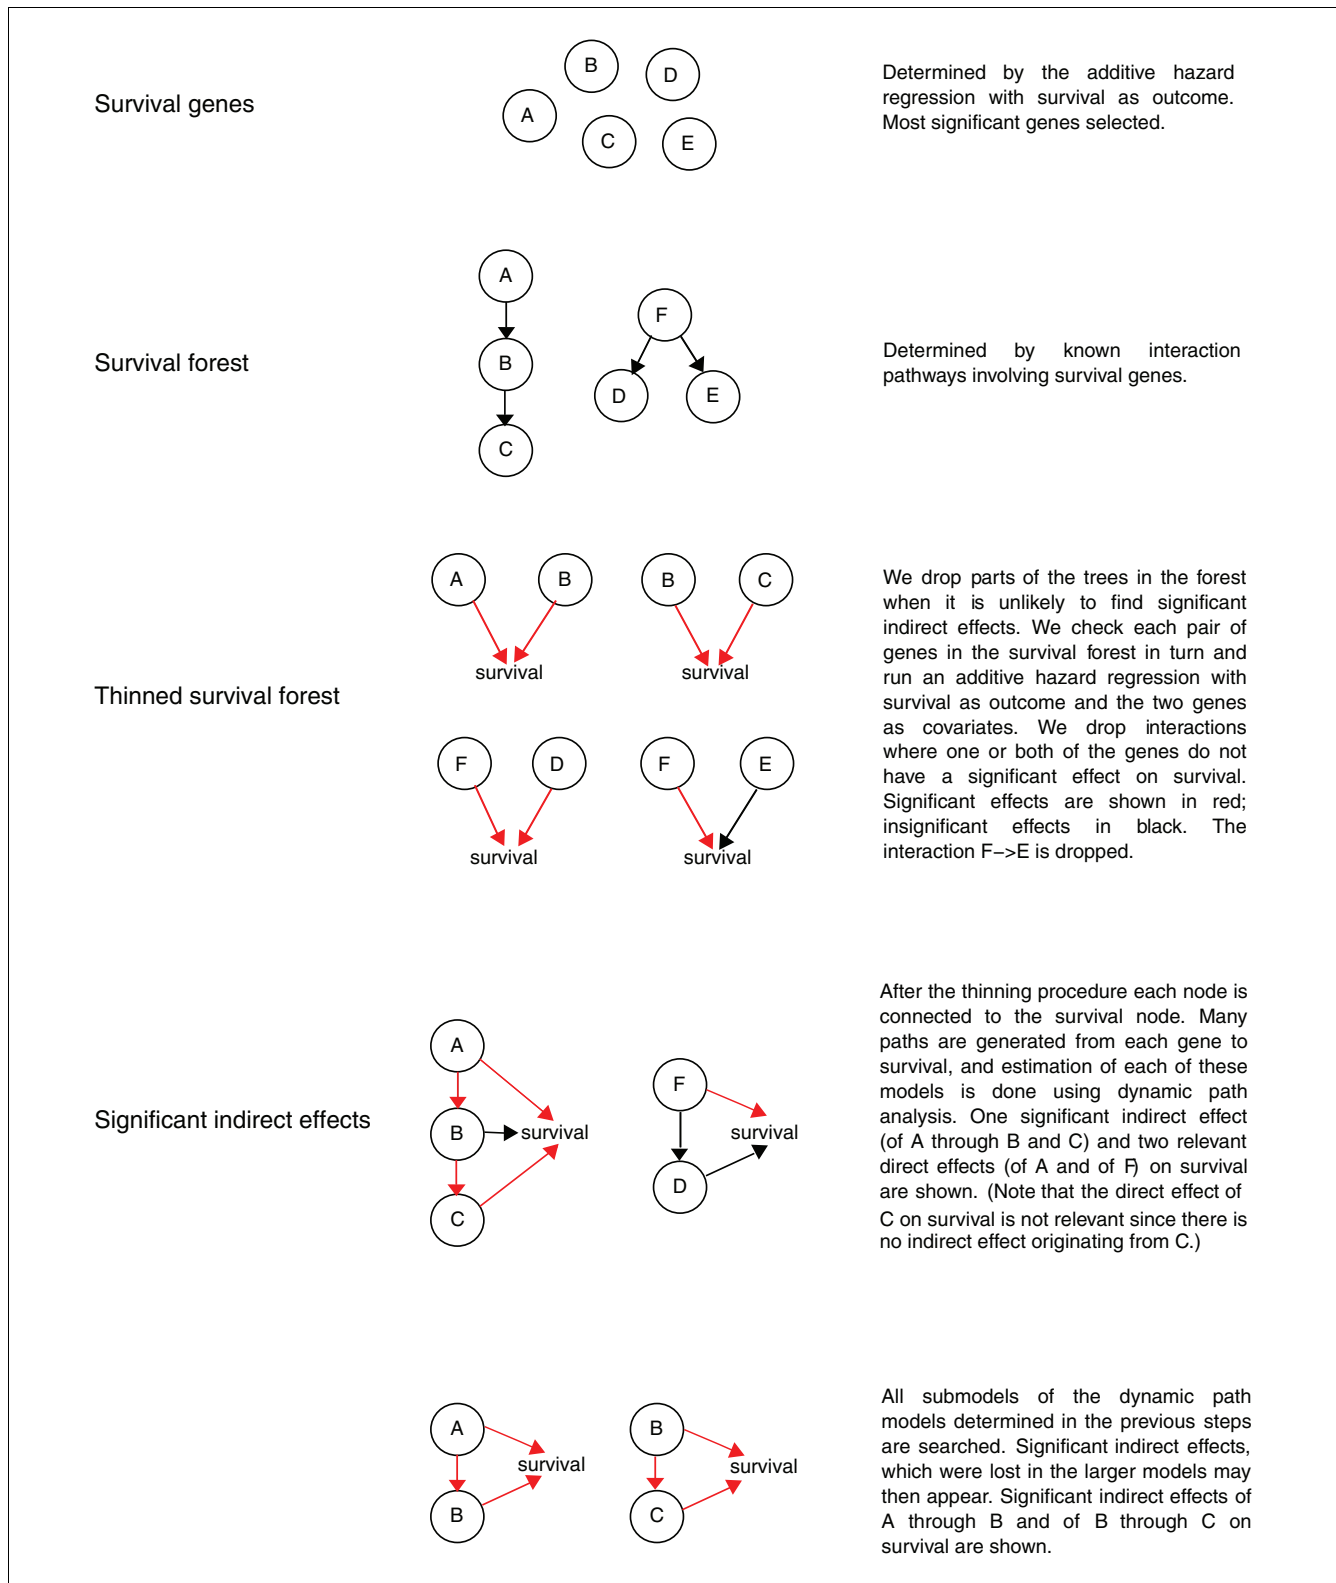 Survival genes
B
D
A
C
E
Determined by the additive hazard
regression with survival as outcome.
Most significant genes selected.
Survival forest
A
B
C
F
D
E
Determined by known interaction
pathways involving survival genes.
Thinned survival forest
A
B
survival
B
C
survival
F
D
survival
F
E
survival
We drop parts of the trees in the forest
when it is unlikely to find significant
indirect effects. We check each pair of
genes in the survival forest in turn and
run an additive hazard regression with
survival as outcome and the two genes
as covariates. We drop interactions
where one or both of the genes do not
have a significant effect on survival.
Significant effects are shown in red;
insignificant effects in black. The
interaction F−>E is dropped.
Significant indirect effects
A
B
survival
C
F
survival
D
After the thinning procedure each node is
connected to the survival node. Many
paths are generated from each gene to
survival, and estimation of each of these
models is done using dynamic path
analysis. One significant indirect effect
(of A through B and C) and two relevant
direct effects (of A and of F) on survival
are shown. (Note that the direct effect of
C on survival is not relevant since there is
no indirect effect originating from C.)
A
survival
B
B
survival
C
All submodels of the dynamic path
models determined in the previous steps
are searched. Significant indirect effects,
which were lost in the larger models may
then appear. Significant indirect effects of
A through B and of B through C on
survival are shown.